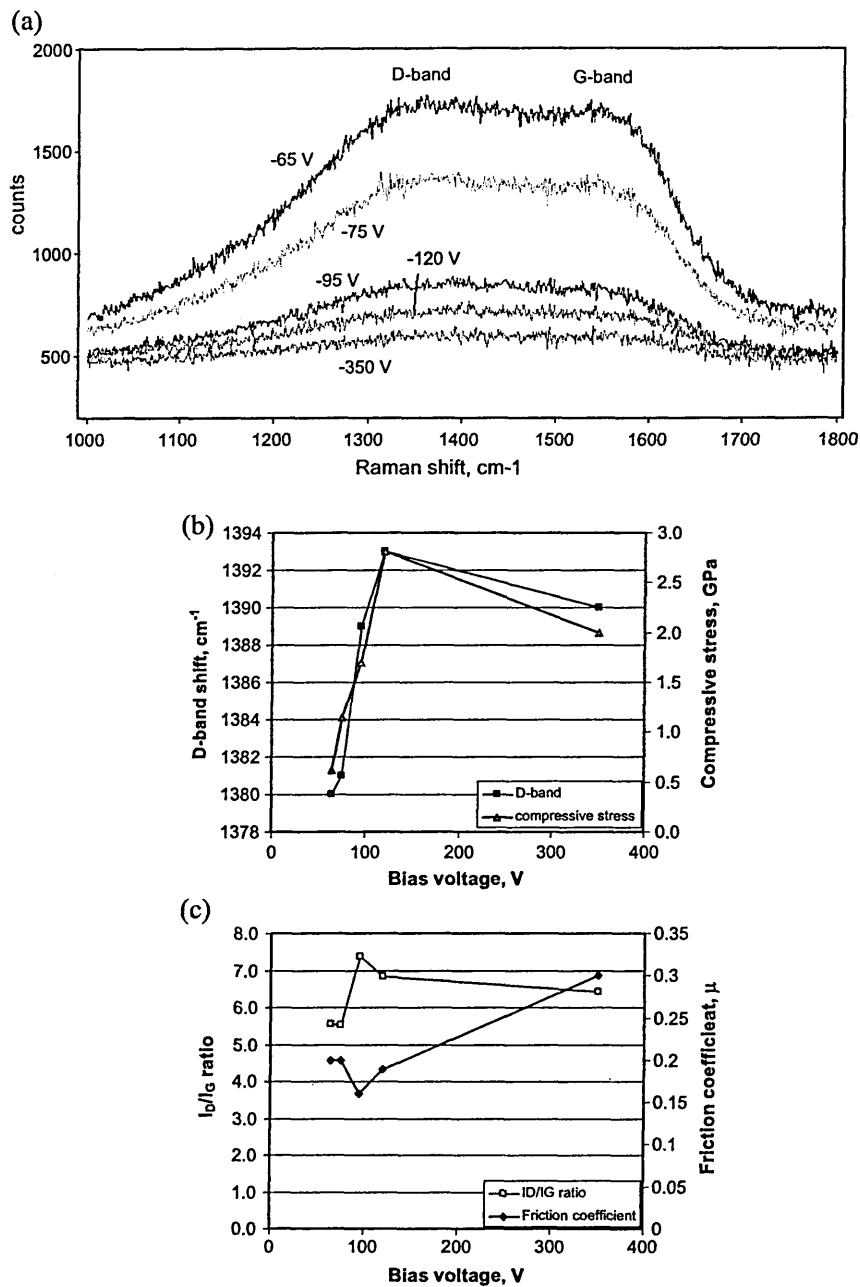 (a)
2000
1500
1000
500
counts
D-band
G-band
-65 V
-75 V
-120 V
-95 V
-350 V
1000 1100 1200 1300 1400 1500 1600 1700 1800
Raman shift, cm-1
(b)
1394
1392
1390
1388
1386
1384
1382
1380
1378
D-band shift, cm-1
3.0
2.5
2.0
1.5
1.0
0.5
0.0
Compressive stress, GPa
D-band
compressive stress
0 100 200 300 400
Bias voltage, V
(c)
8.0
7.0
6.0
5.0
4.0
3.0
2.0
1.0
0.0
ID/IG ratio
0.35
0.3
0.25
0.2
0.15
0.1
0.05
0
Friction coefficieat, μ
ID/IG ratio
Friction coefficient
0 100 200 300 400
Bias voltage, V